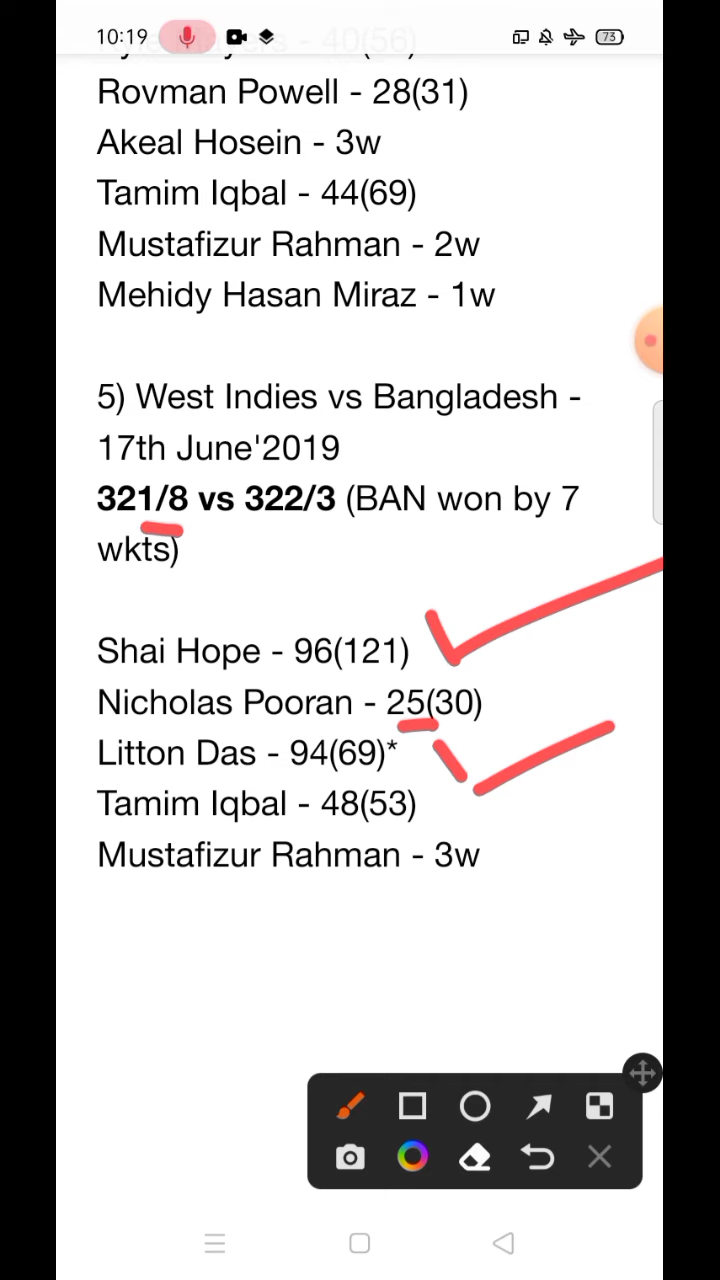 10:19
73
- 40(56)
Rovman Powell - 28(31)
Akeal Hosein - 3w
Tamim Iqbal - 44(69)
Mustafizur Rahman - 2w
Mehidy Hasan Miraz - 1w
5) West Indies vs Bangladesh -
17th June'2019
321/8 vs 322/3 (BAN won by 7
wkts)
Shai Hope - 96(121)
Nicholas Pooran - 25(30)
Litton Das - 94(69)*
Tamim Iqbal - 48(53)
Mustafizur Rahman - 3w